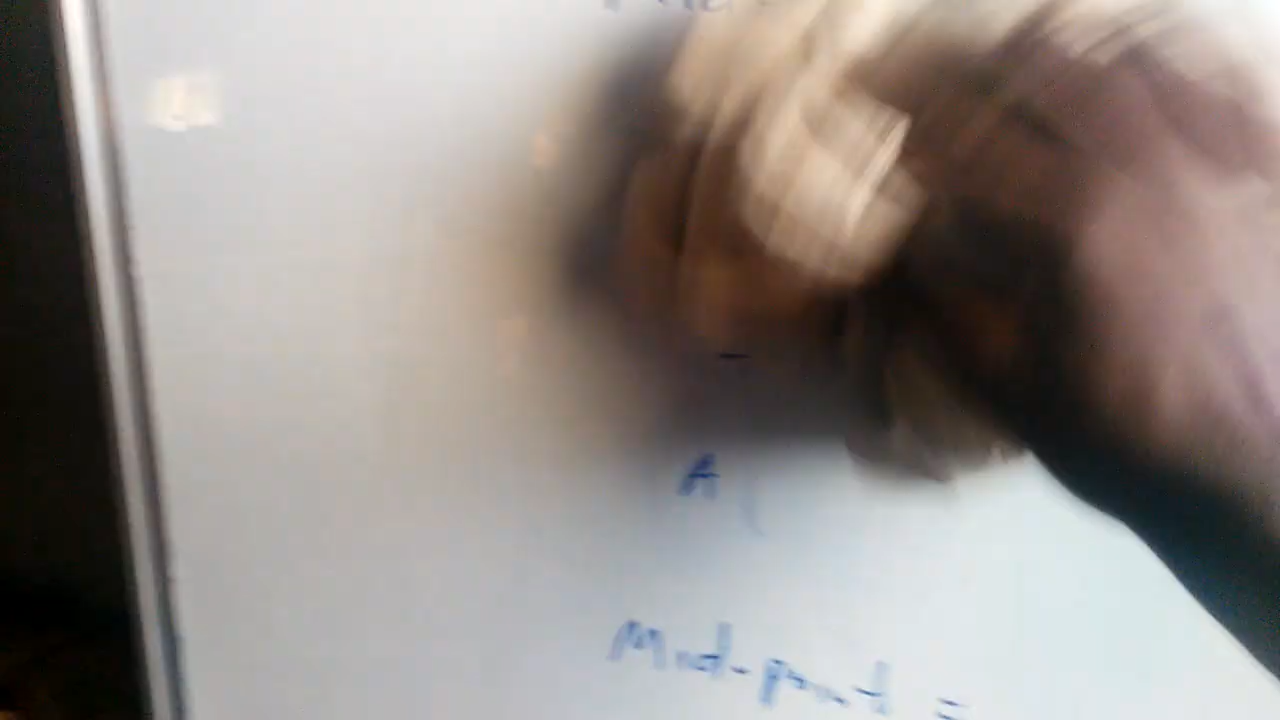 A (
Mid-point =